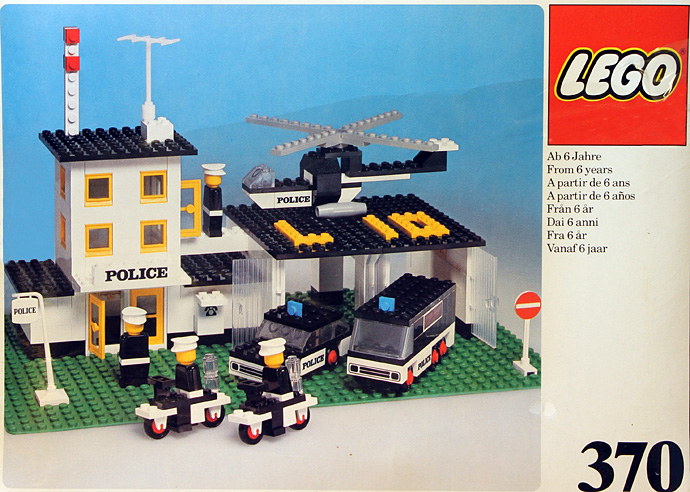 LEGO®
Ab 6 Jahre
From 6 years
A partir de 6 ans
A partir de 6 años
Från 6 år
Dai 6 anni
Fra 6 år
Vanaf 6 jaar
POLICE
L 10
POLICE
POLICE
POLICE
POLICE
370